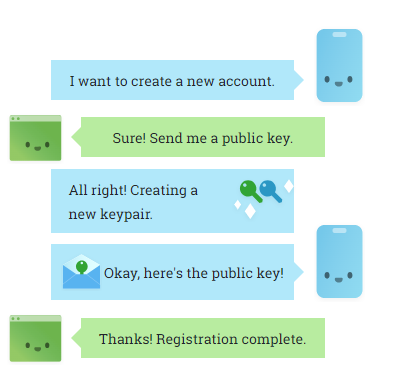 I want to create a new account.
Sure! Send me a public key.
All right! Creating a
new keypair.
Okay, here's the public key!
Thanks! Registration complete.